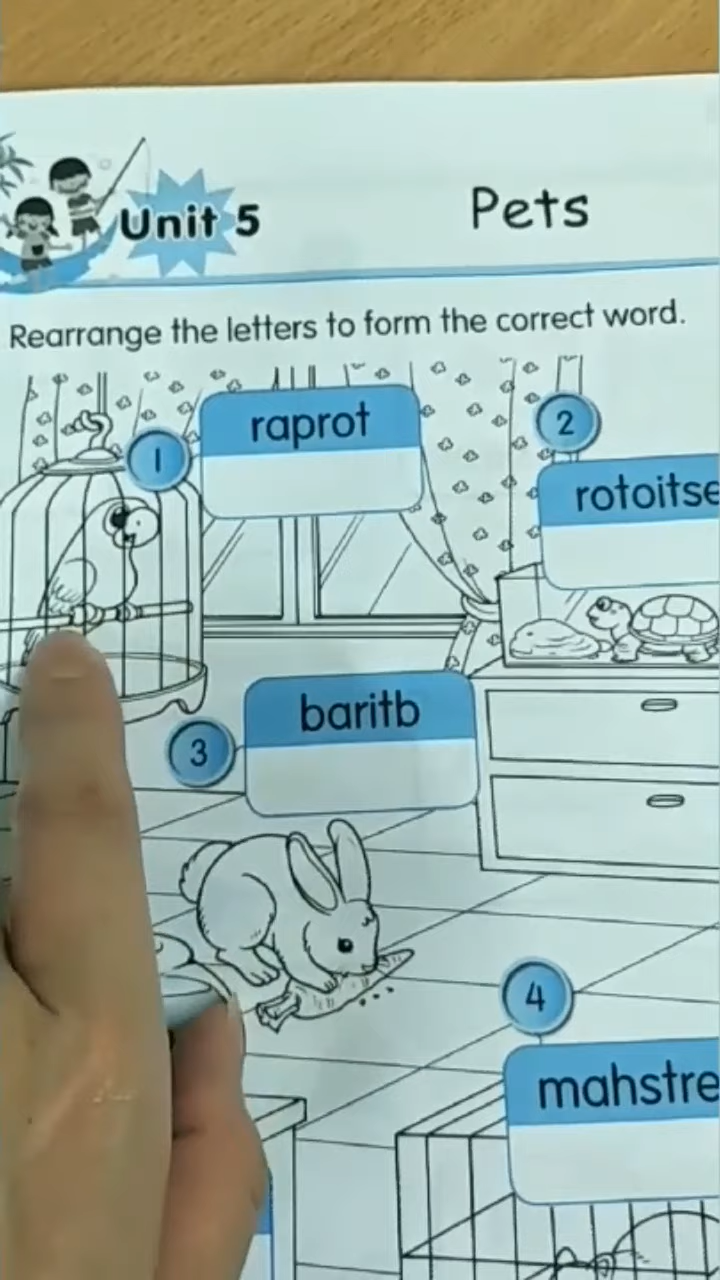 Unit 5
Pets
Rearrange the letters to form the correct word.
1
raprot
2
rotoitse
3
baritb
4
mahstre